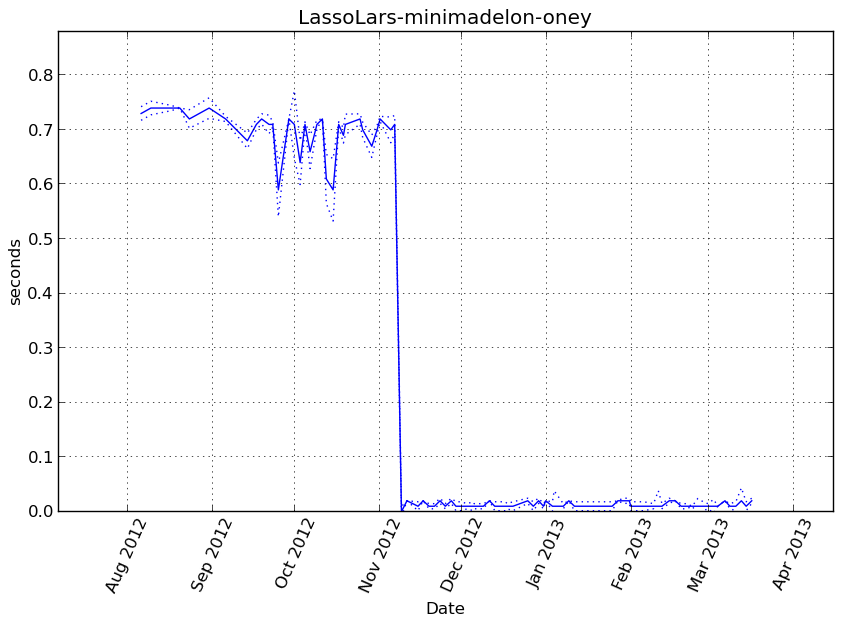 LassoLars-minimadelon-oney
0.8
0.7
0.6
0.5
0.4
0.3
0.2
0.1
0.0
seconds
Aug 2012
Sep 2012
Oct 2012
Nov 2012
Dec 2012
Jan 2013
Feb 2013
Mar 2013
Apr 2013
Date